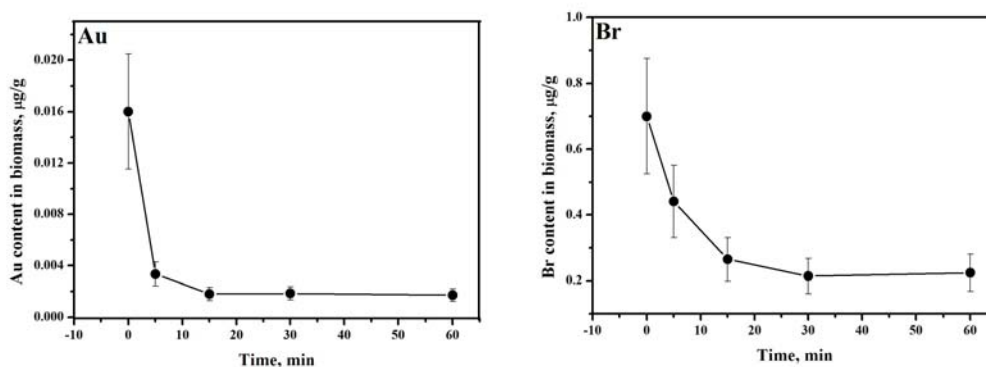 Au
Au content in biomass, µg/g
0.020
0.016
0.012
0.008
0.004
0.000
-10 0 10 20 30 40 50 60
Time, min
Br
Br content in biomass, µg/g
1.0
0.8
0.6
0.4
0.2
-10 0 10 20 30 40 50 60
Time, min